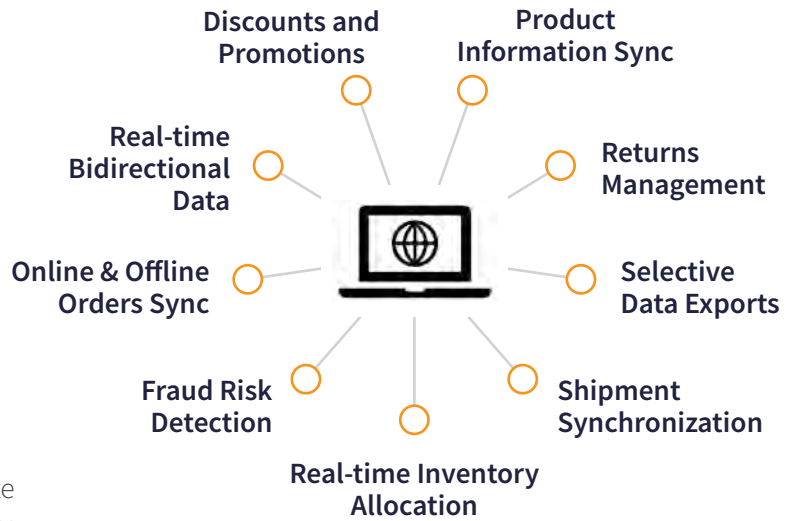 Discounts and
Promotions
Product
Information Sync
Real-time
Bidirectional
Data
Returns
Management
Online & Offline
Orders Sync
Selective
Data Exports
Fraud Risk
Detection
Shipment
Synchronization
Real-time Inventory
Allocation